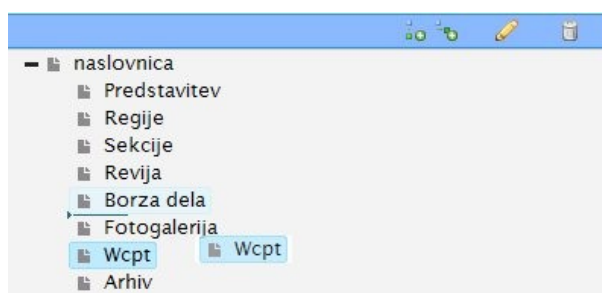 naslovnica
Predstavitev
Regije
Sekcije
Revija
Borza dela
Fotogalerija
Wcpt
Wcpt
Arhiv